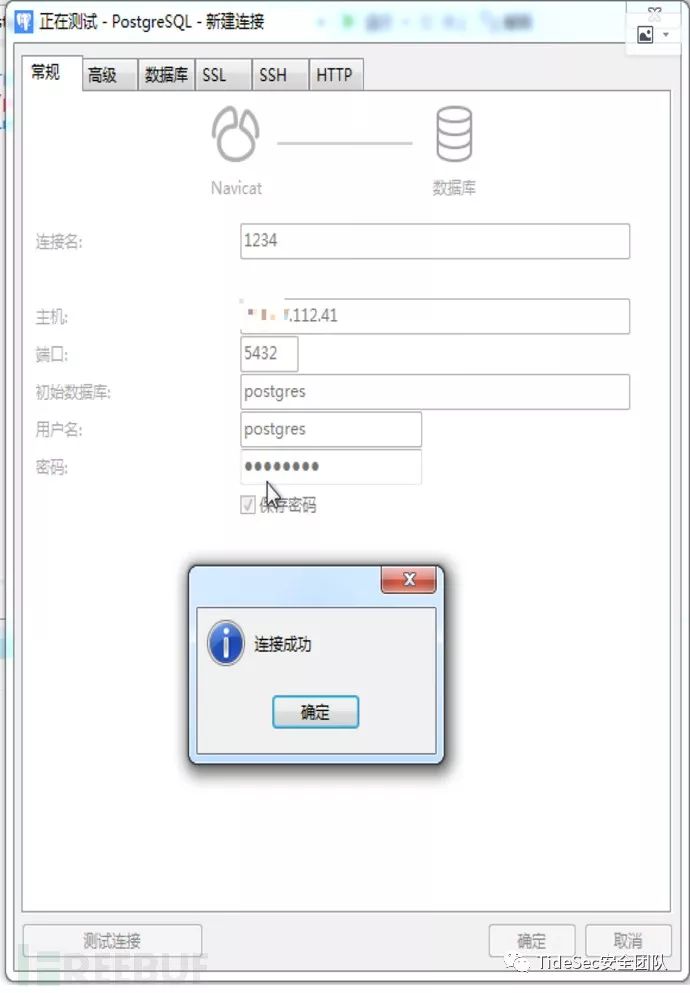 正在测试 - PostgreSQL - 新建连接
常规 高级 数据库 SSL SSH HTTP
Navicat 数据库
连接名: 1234
主机: .112.41
端口: 5432
初始数据库: postgres
用户名: postgres
密码: ●●●●●●●●
保存密码
连接成功
确定
测试连接 确定 取消
REEBUF
TideSec安全团队